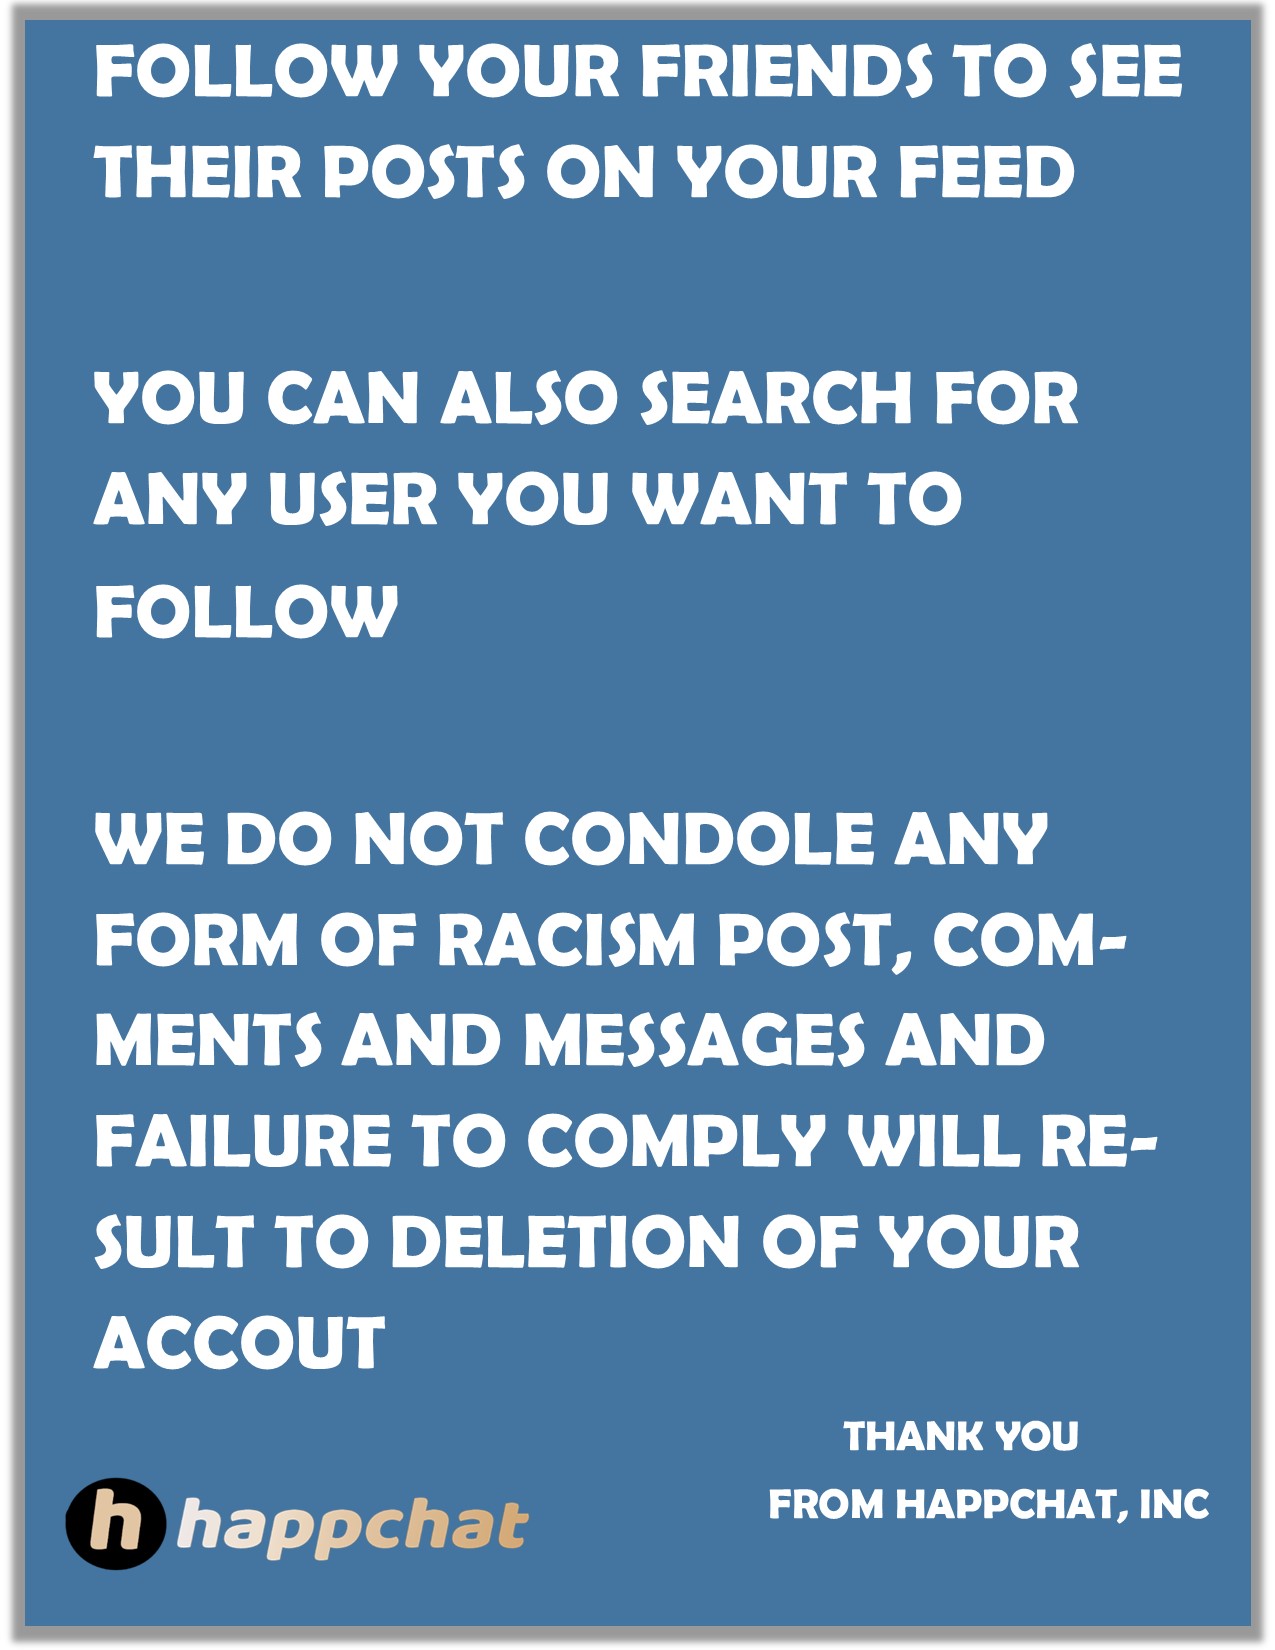 FOLLOW YOUR FRIENDS TO SEE
THEIR POSTS ON YOUR FEED
YOU CAN ALSO SEARCH FOR
ANY USER YOU WANT TO
FOLLOW
WE DO NOT CONDOLE ANY
FORM OF RACISM POST, COM-
MENTS AND MESSAGES AND
FAILURE TO COMPLY WILL RE-
SULT TO DELETION OF YOUR
ACCOUT
THANK YOU
FROM HAPPCHAT, INC
h happchat